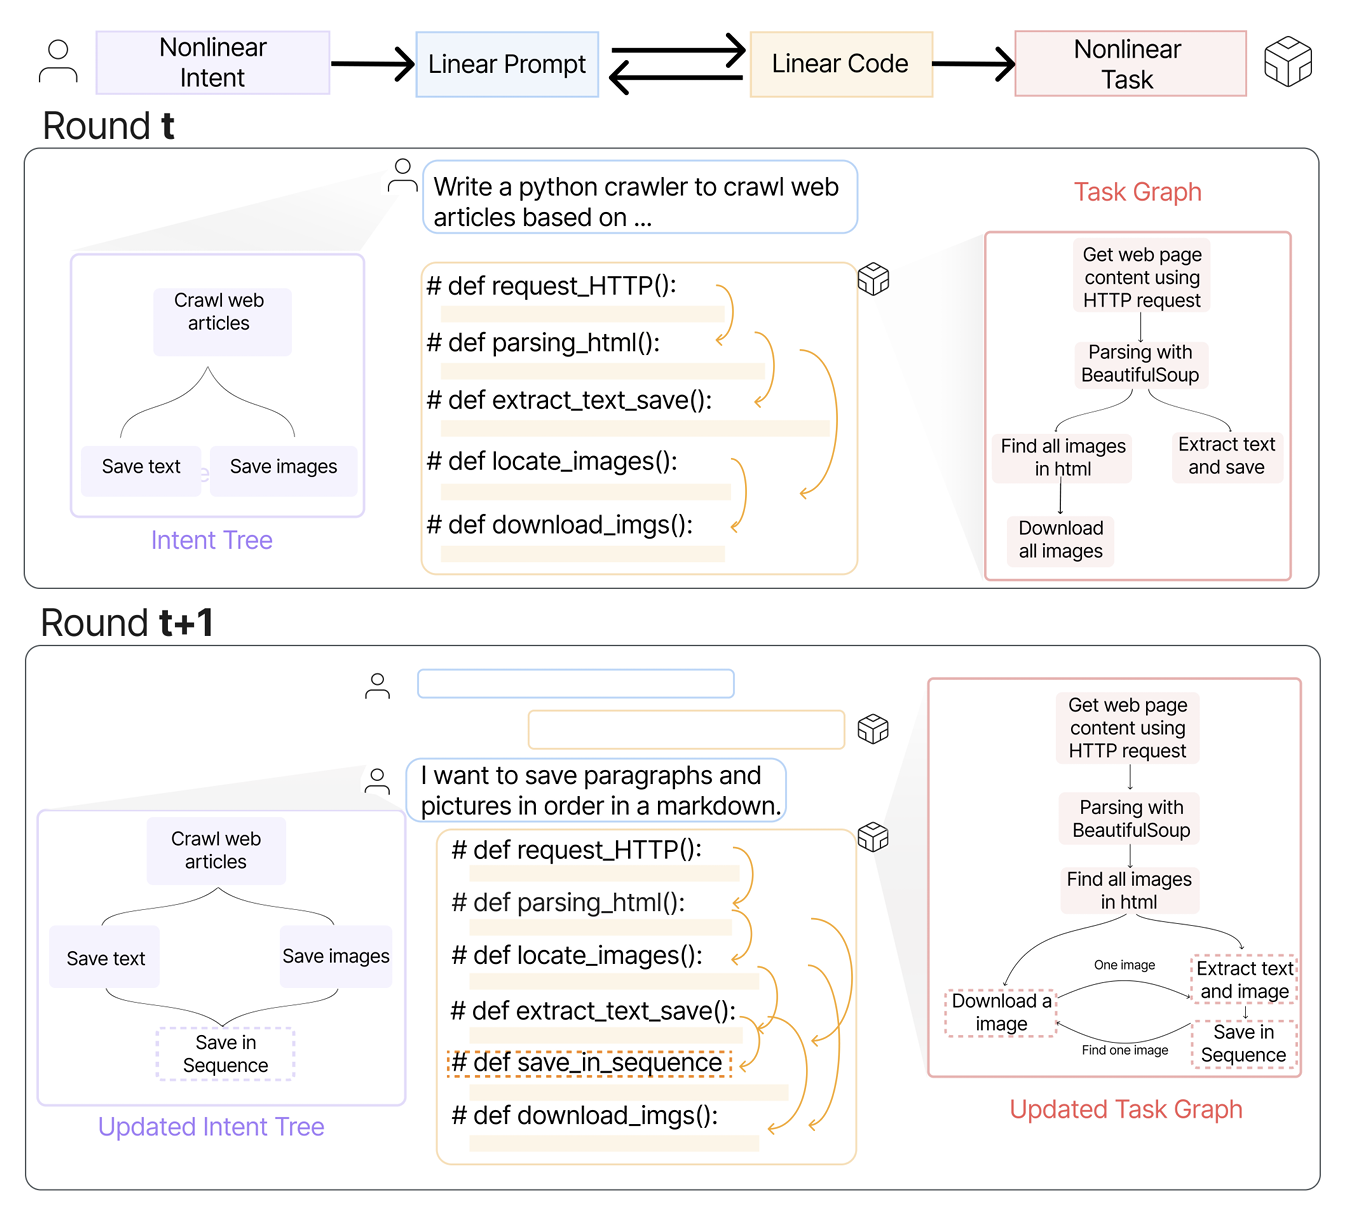 Nonlinear
Intent
Linear Prompt
Linear Code
Nonlinear
Task
Round t
Write a python crawler to crawl web
articles based on ...
Crawl web
articles
Save text
Save images
Intent Tree
# def request_HTTP():
# def parsing_html():
# def extract_text_save():
# def locate_images():
# def download_imgs():
Task Graph
Get web page
content using
HTTP request
Parsing with
BeautifulSoup
Find all images
in html
Extract text
and save
Download
all images
Round t+1
I want to save paragraphs and
pictures in order in a markdown.
Crawl web
articles
Save text
Save images
Save in
Sequence
Updated Intent Tree
# def request_HTTP():
# def parsing_html():
# def locate_images():
# def extract_text_save():
# def save_in_sequence
# def download_imgs():
Get web page
content using
HTTP request
Parsing with
BeautifulSoup
Find all images
in html
One image
Extract text
and image
Download a
image
Find one image
Save in
Sequence
Updated Task Graph